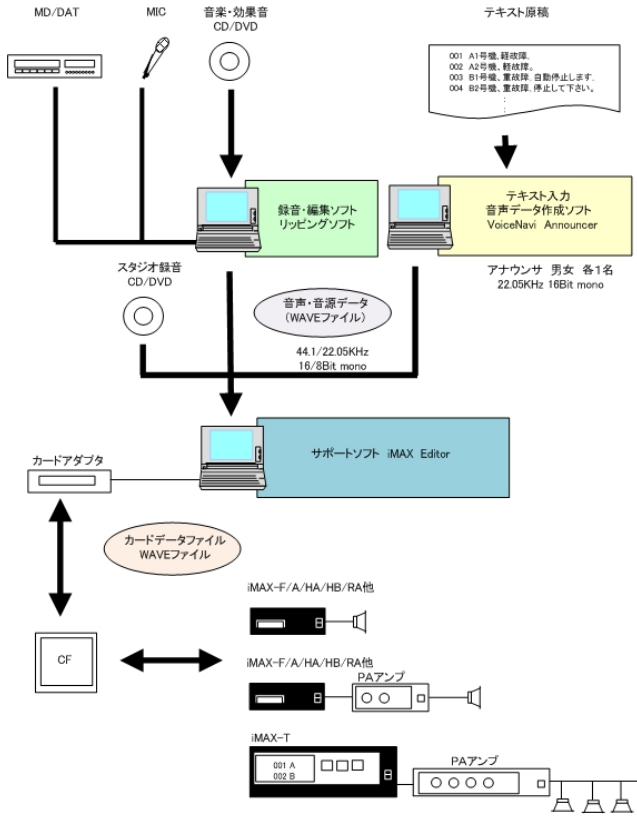 MD/DAT
MIC
音楽・効果音
CD/DVD
テキスト原稿
001 A1号機、軽故障.
002 A2号機、軽故障。
003 B1号機、重故障. 自動停止します.
004 B2号機、重故障. 停止して下さい。
:
:
録音・編集ソフト
リッピングソフト
テキスト入力
音声データ作成ソフト
VoiceNavi Announcer
アナウンサ 男女 各1名
22.05KHz 16Bit mono
スタジオ録音
CD/DVD
音声・音源データ
(WAVEファイル)
44.1/22.05KHz
16/8Bit mono
サポートソフト iMAX Editor
カードアダプタ
カードデータファイル
WAVEファイル
iMAX-F/A/HA/HB/RA他
CF
iMAX-F/A/HA/HB/RA他
PAアンプ
iMAX-T
001 A
002 B
PAアンプ